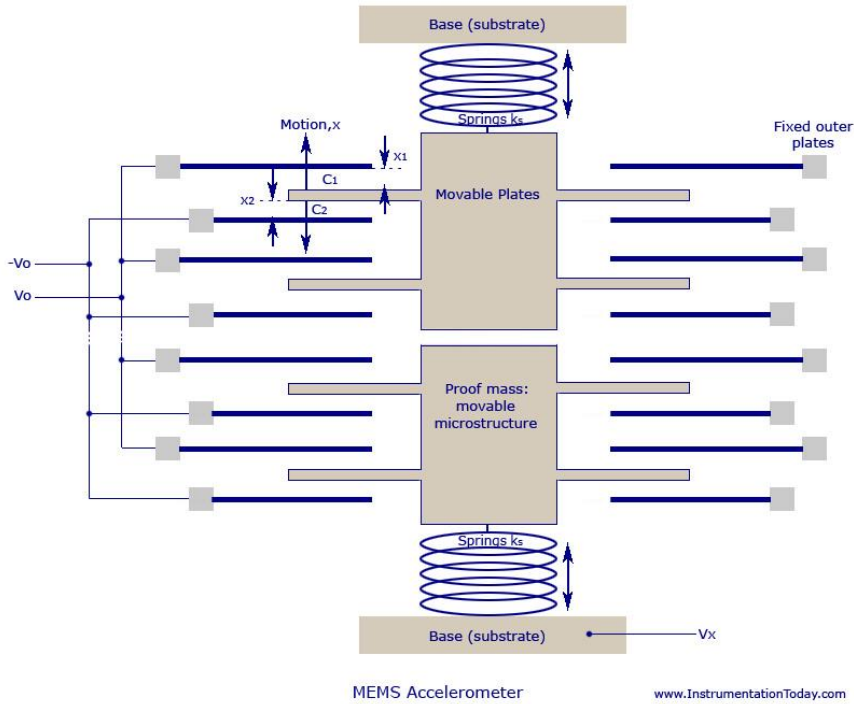 Base (substrate)
Springs ks
Motion,x
x1
Fixed outer
plates
C1
Movable Plates
x2
C2
-Vo
Vo
Proof mass:
movable
microstructure
Springs ks
Base (substrate)
Vx
MEMS Accelerometer
www.InstrumentationToday.com